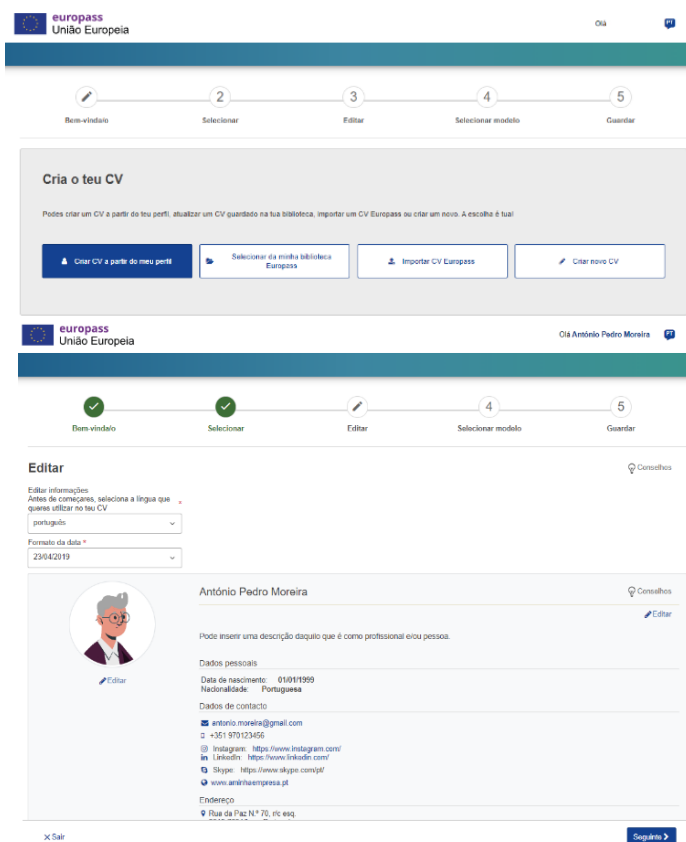 europass
União Europeia
Olá
PT
2
3
4
5
Bem-vinda/o
Selecionar
Editar
Selecionar modelo
Guardar
Cria o teu CV
Podes criar um CV a partir do teu perfil, atualizar um CV guardado na tua biblioteca, importar um CV Europass ou criar um novo. A escolha é tua!
Criar CV a partir do meu perfil
Selecionar da minha biblioteca
Europass
Importar CV Europass
Criar novo CV
europass
União Europeia
Olá António Pedro Moreira
PT
4
5
Bem-vinda/o
Selecionar
Editar
Selecionar modelo
Guardar
Editar
Conselhos
Editar informações
Antes de começares, seleciona a língua que *
queres utilizar no teu CV
português
Formato da data *
23/04/2019
António Pedro Moreira
Conselhos
Editar
Pode inserir uma descrição daquilo que é como profissional e/ou pessoa.
Dados pessoais
Editar
Data de nascimento: 01/01/1999
Nacionalidade: Portuguesa
Dados de contacto
antonio.moreira@gmail.com
+351 970123456
Instagram: https://www.instagram.com/
LinkedIn: https://www.linkedin.com/
Skype: https://www.skype.com/pt/
www.aminhaempresa.pt
Endereço
Rua da Paz N.º 70, r/c esq.
Sair
Seguinte